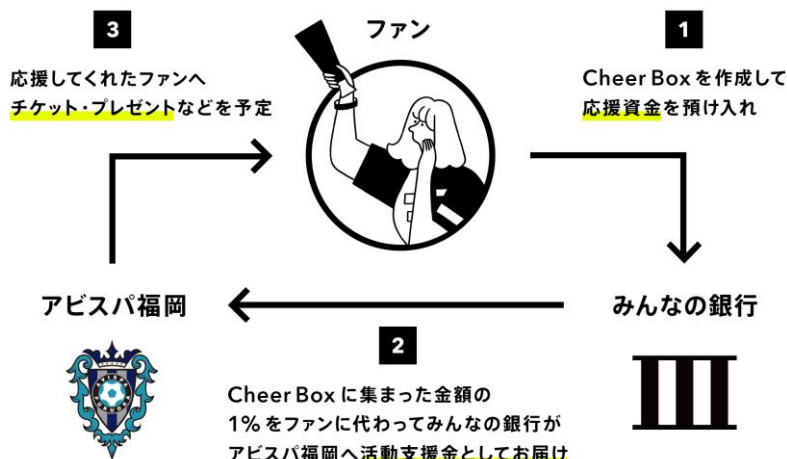 3
応援してくれたファンへ
チケット・プレゼントなどを予定
ファン
1
Cheer Box を作成して
応援資金を預け入れ
アビスパ福岡
みんなの銀行
2
Cheer Box に集まった金額の
1% をファンに代わってみんなの銀行が
アビスパ福岡へ活動支援金としてお届け